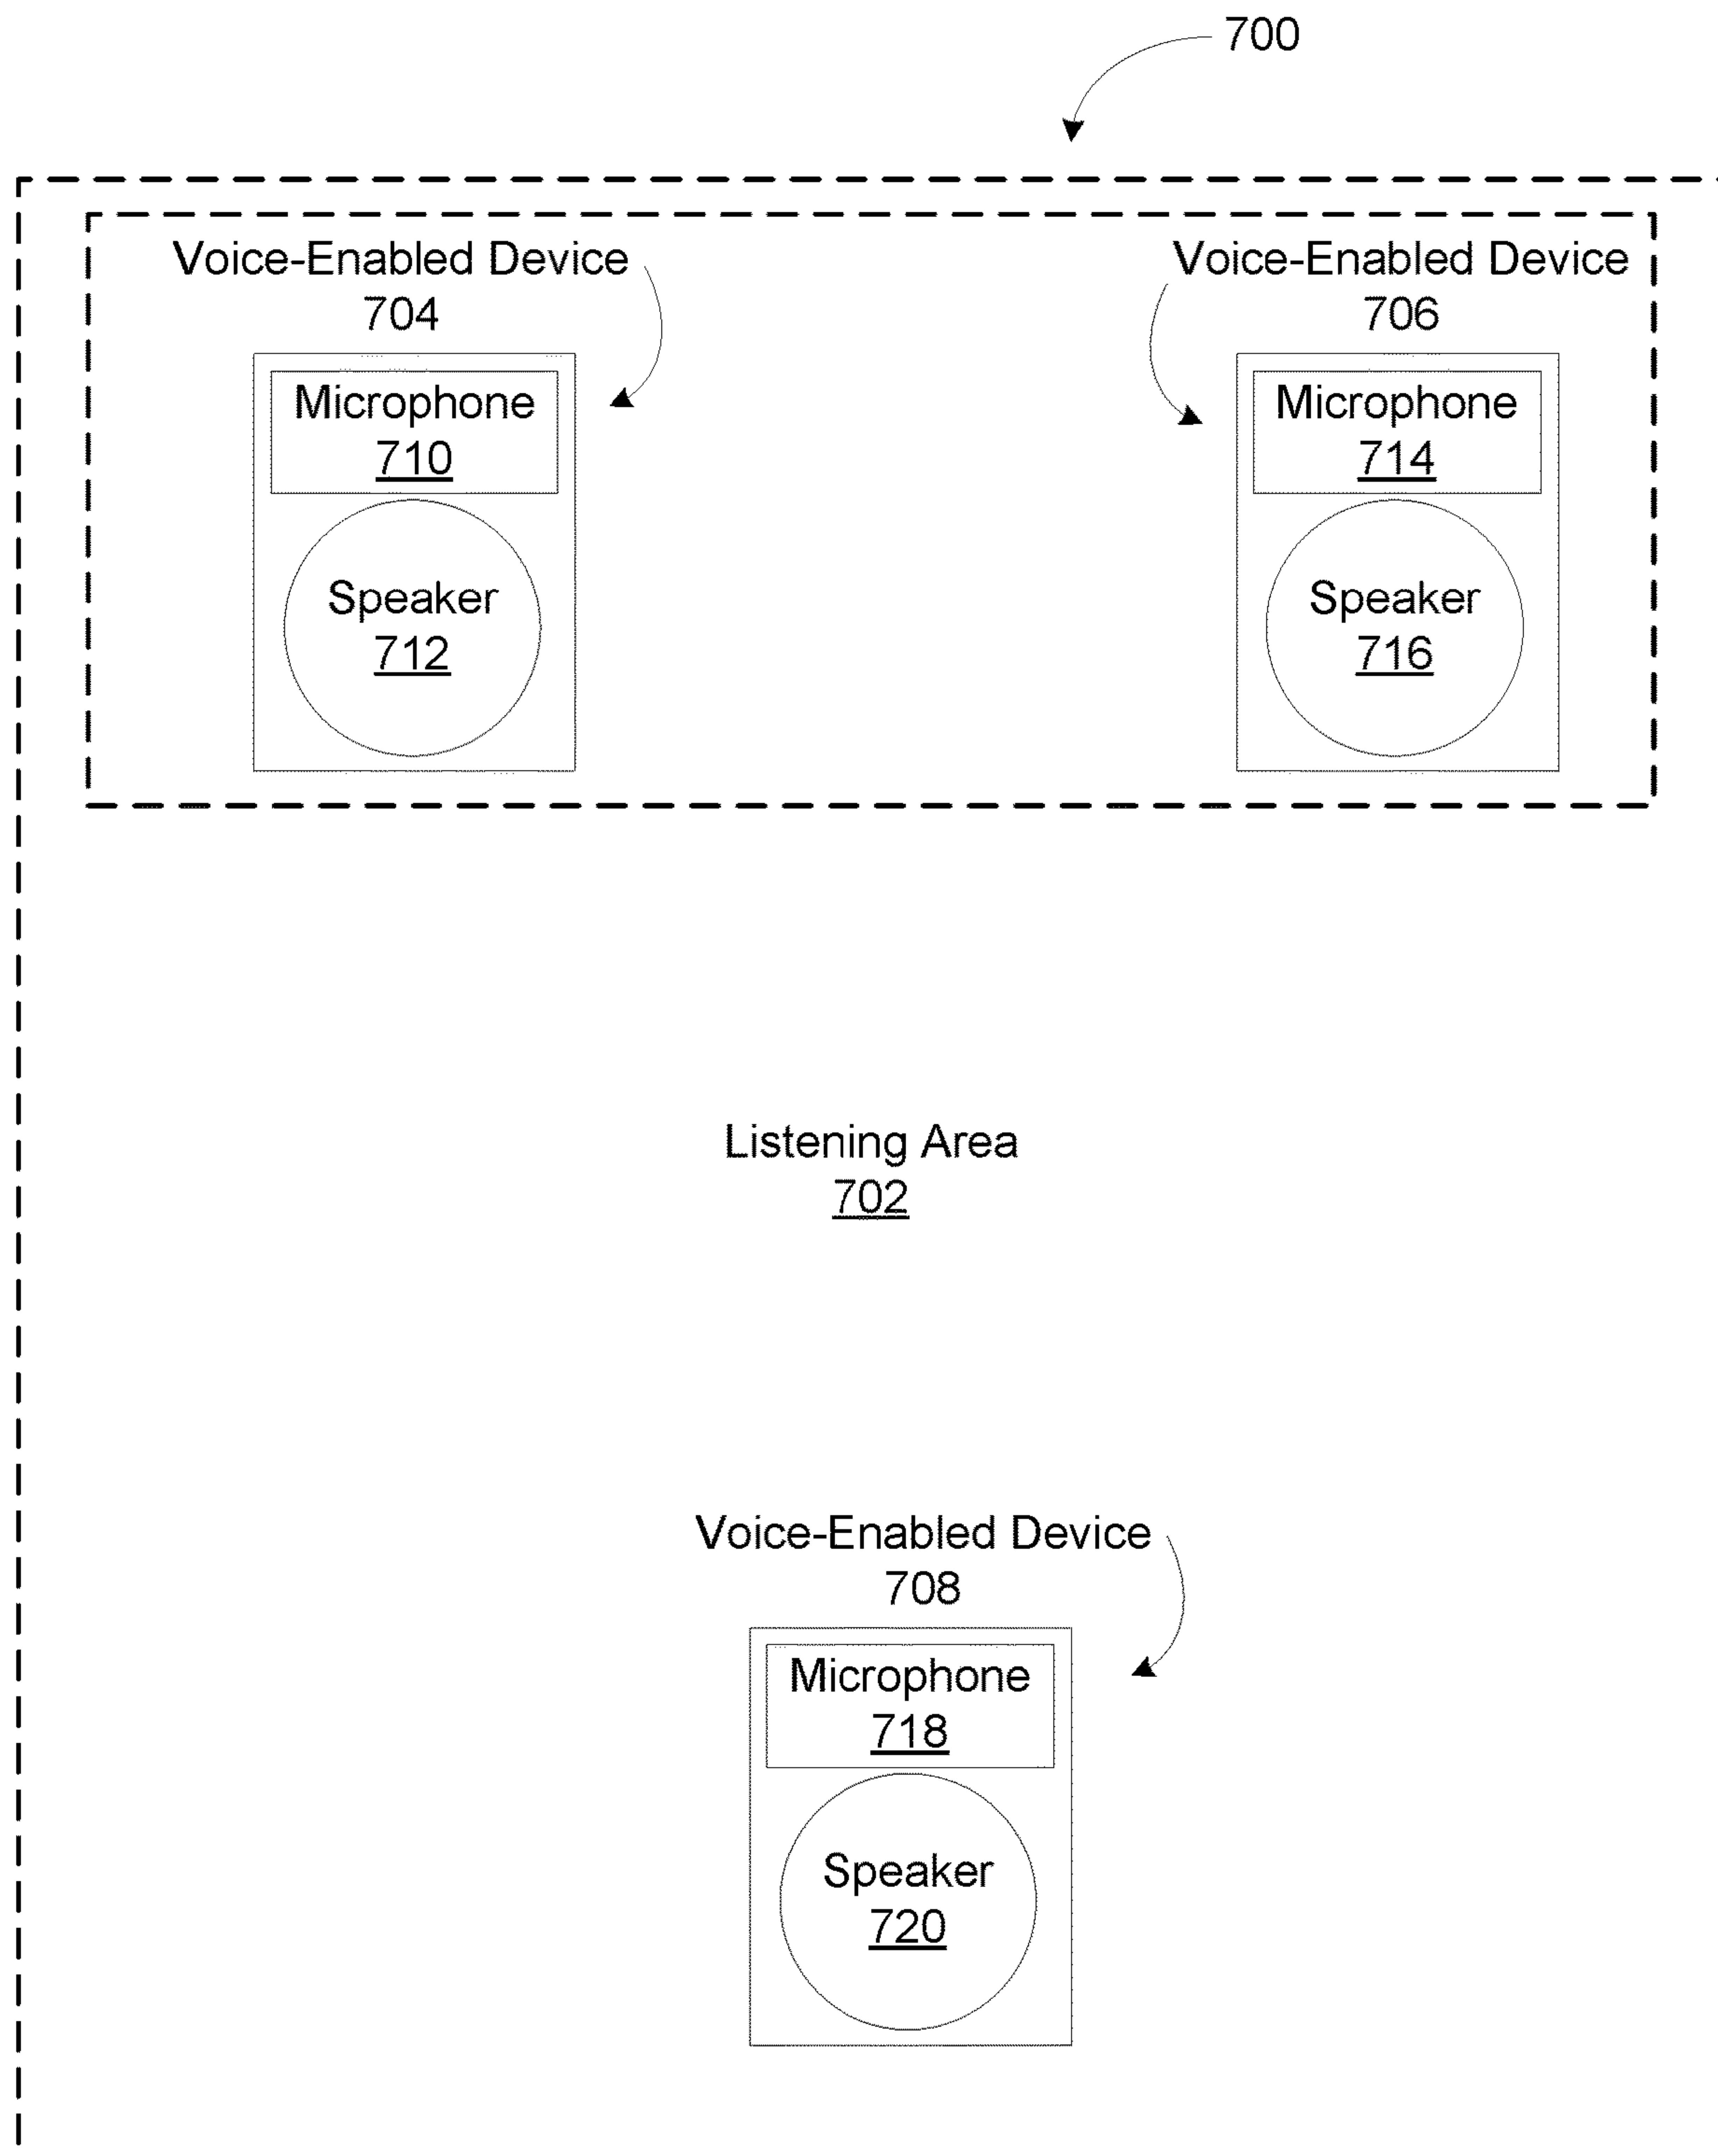 700
Voice-Enabled Device
704
Microphone
710
Speaker
712
Voice-Enabled Device
706
Microphone
714
Speaker
716
Listening Area
702
Voice-Enabled Device
708
Microphone
718
Speaker
720